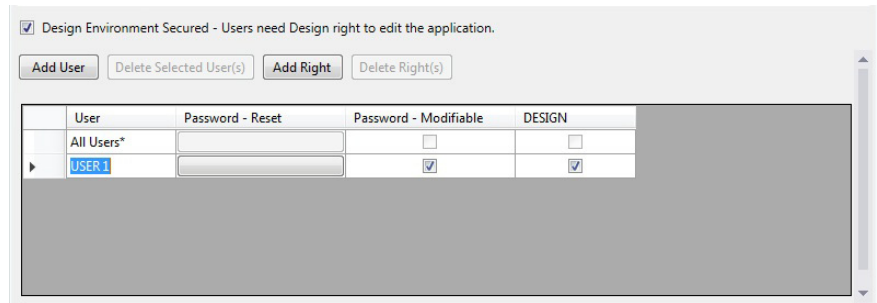 Design Environment Secured - Users need Design right to edit the application.
Add User Delete Selected User(s) Add Right Delete Right(s)
User Password - Reset Password - Modifiable DESIGN
All Users*
USER 1